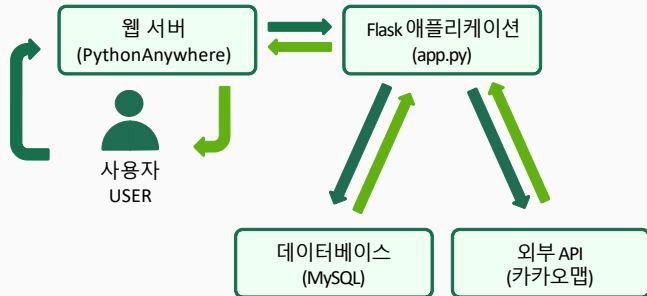 웹 서버
(PythonAnywhere)
Flask 애플리케이션
(app.py)
사용자
USER
데이터베이스
(MySQL)
외부 API
(카카오맵)